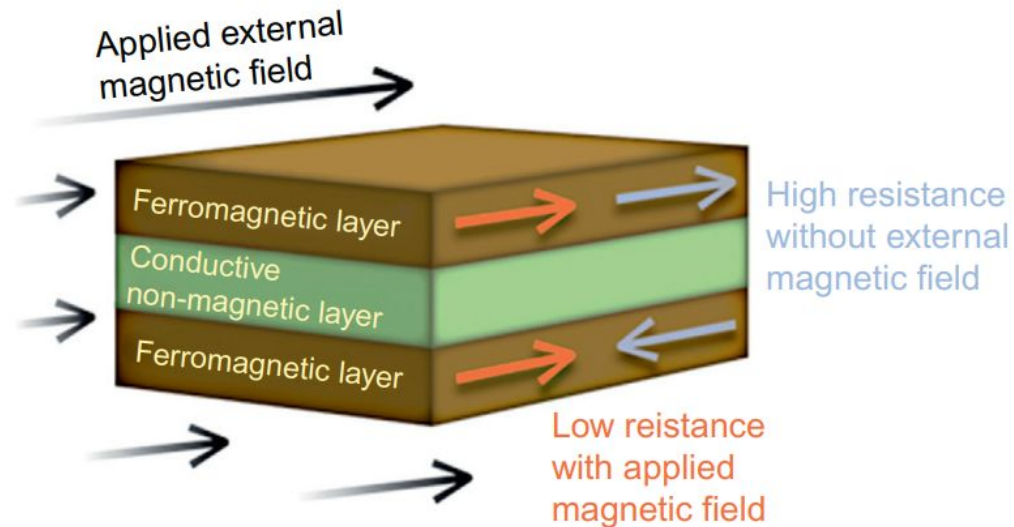 Applied external
magnetic field
Ferromagnetic layer
Conductive
non-magnetic layer
Ferromagnetic layer
High resistance
without external
magnetic field
Low reistance
with applied
magnetic field